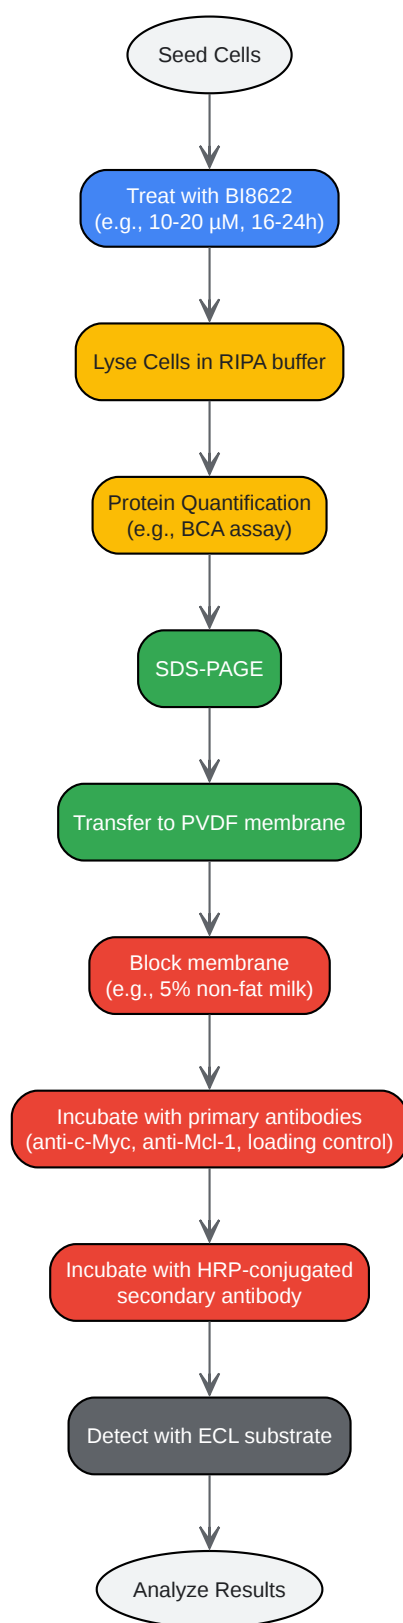 Seed Cells
Treat with BI8622
(e.g., 10-20 µM, 16-24h)
Lyse Cells in RIPA buffer
Protein Quantification
(e.g., BCA assay)
SDS-PAGE
Transfer to PVDF membrane
Block membrane
(e.g., 5% non-fat milk)
Incubate with primary antibodies
(anti-c-Myc, anti-Mcl-1, loading control)
Incubate with HRP-conjugated
secondary antibody
Detect with ECL substrate
Analyze Results